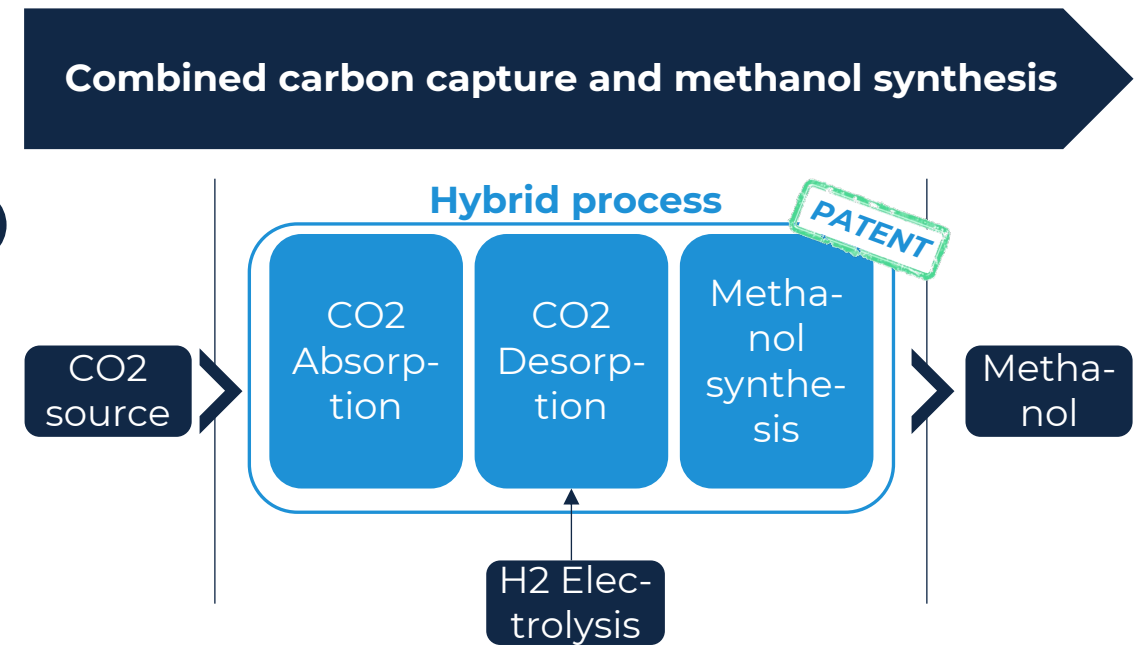 Combined carbon capture and methanol synthesis
Hybrid process
PATENT
CO2
source
CO2
Absorp-
tion
CO2
Desorp-
tion
Metha-
nol
synthe-
sis
Metha-
nol
H2 Elec-
trolysis